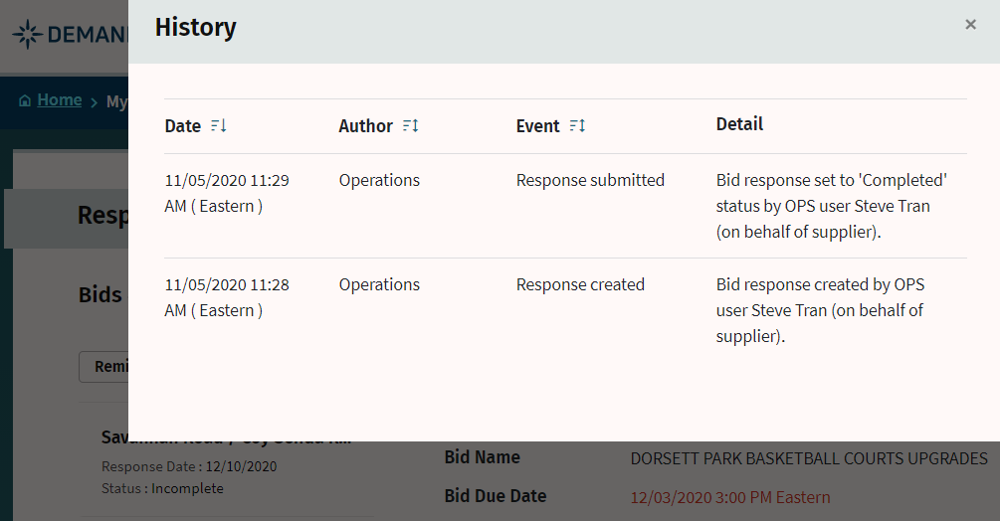 DEMAN
History
×
Home > My
Date
Author
Event
Detail
11/05/2020 11:29
AM ( Eastern )
Operations
Response submitted
Bid response set to 'Completed'
status by OPS user Steve Tran
(on behalf of supplier).
11/05/2020 11:28
AM ( Eastern )
Operations
Response created
Bid response created by OPS
user Steve Tran (on behalf of
supplier).
Resp
Bids
Remi
Response Date : 12/10/2020
Status : Incomplete
Bid Name
DORSETT PARK BASKETBALL COURTS UPGRADES
Bid Due Date
12/03/2020 3:00 PM Eastern